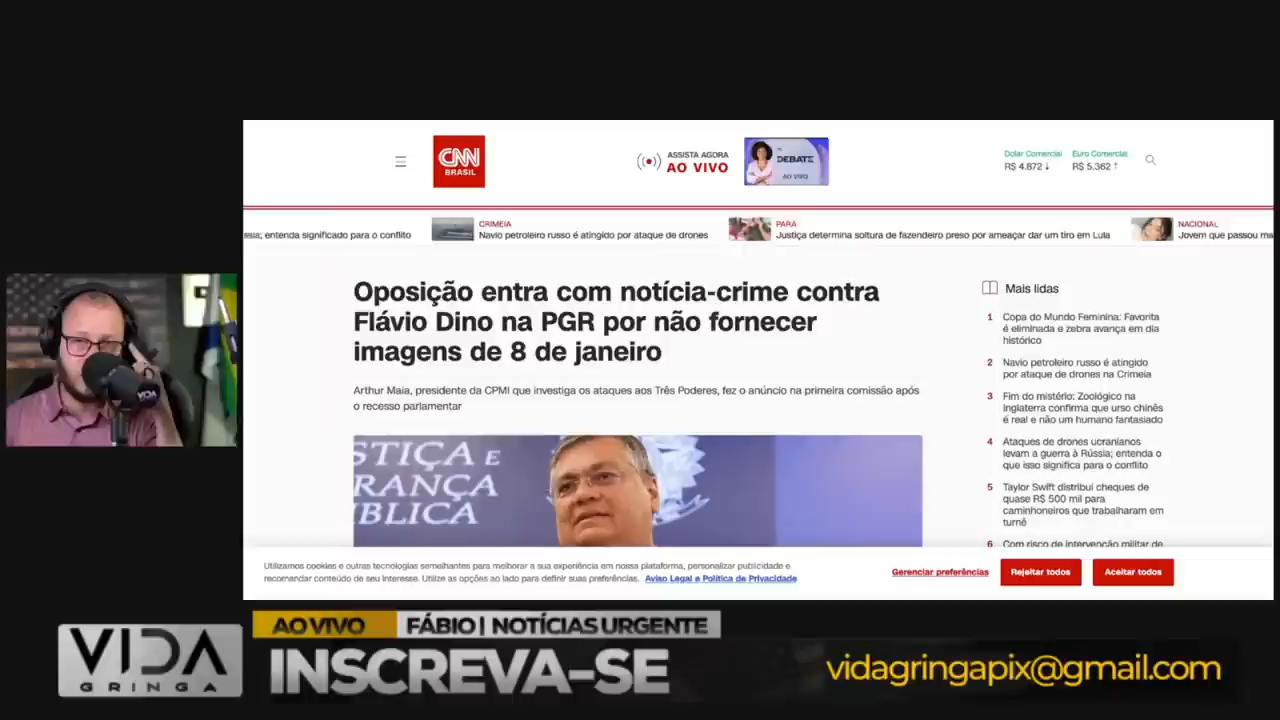 CNN
BRASIL
ASSISTA AGORA
AO VIVO
DEBATE
AO VIVO
Dolar Comercial
R$ 4.872 ↓
Euro Comercial
R$ 5.362 ↑
ssia; entenda significado para o conflito
CRIMEIA
Navio petroleiro russo é atingido por ataque de drones
PARÁ
Justiça determina soltura de fazendeiro preso por ameaçar dar um tiro em Lula
NACIONAL
Jovem que passou
Oposição entra com notícia-crime contra
Flávio Dino na PGR por não fornecer
imagens de 8 de janeiro
Arthur Maia, presidente da CPMI que investiga os ataques aos Três Poderes, fez o anúncio na primeira comissão após
o recesso parlamentar
STIÇA E
RANÇA
BLICA
Mais lidas
1 Copa do Mundo Feminina: Favorita
é eliminada e zebra avança em dia
histórico
2 Navio petroleiro russo é atingido
por ataque de drones na Crimeia
3 Fim do mistério: Zoológico na
Inglaterra confirma que urso chinês
é real e não um humano fantasiado
4 Ataques de drones ucranianos
levam a guerra à Rússia; entenda o
que isso significa para o conflito
5 Taylor Swift distribui cheques de
quase R$ 500 mil para
caminhoneiros que trabalharam em
turnê
6 Com risco de intervenção militar de
Utilizamos cookies e outras tecnologias semelhantes para melhorar a sua experiência em nossa plataforma, personalizar publicidade e
recomendar conteúdo de seu interesse. Utilize as opções ao lado para definir suas preferências. Aviso Legal e Política de Privacidade
Gerenciar preferências
Rejeitar todos
Aceitar todos
VIDA
VIDA
GRINGA
AO VIVO
FÁBIO | NOTÍCIAS URGENTE
INSCREVA-SE
vidagringapix@gmail.com